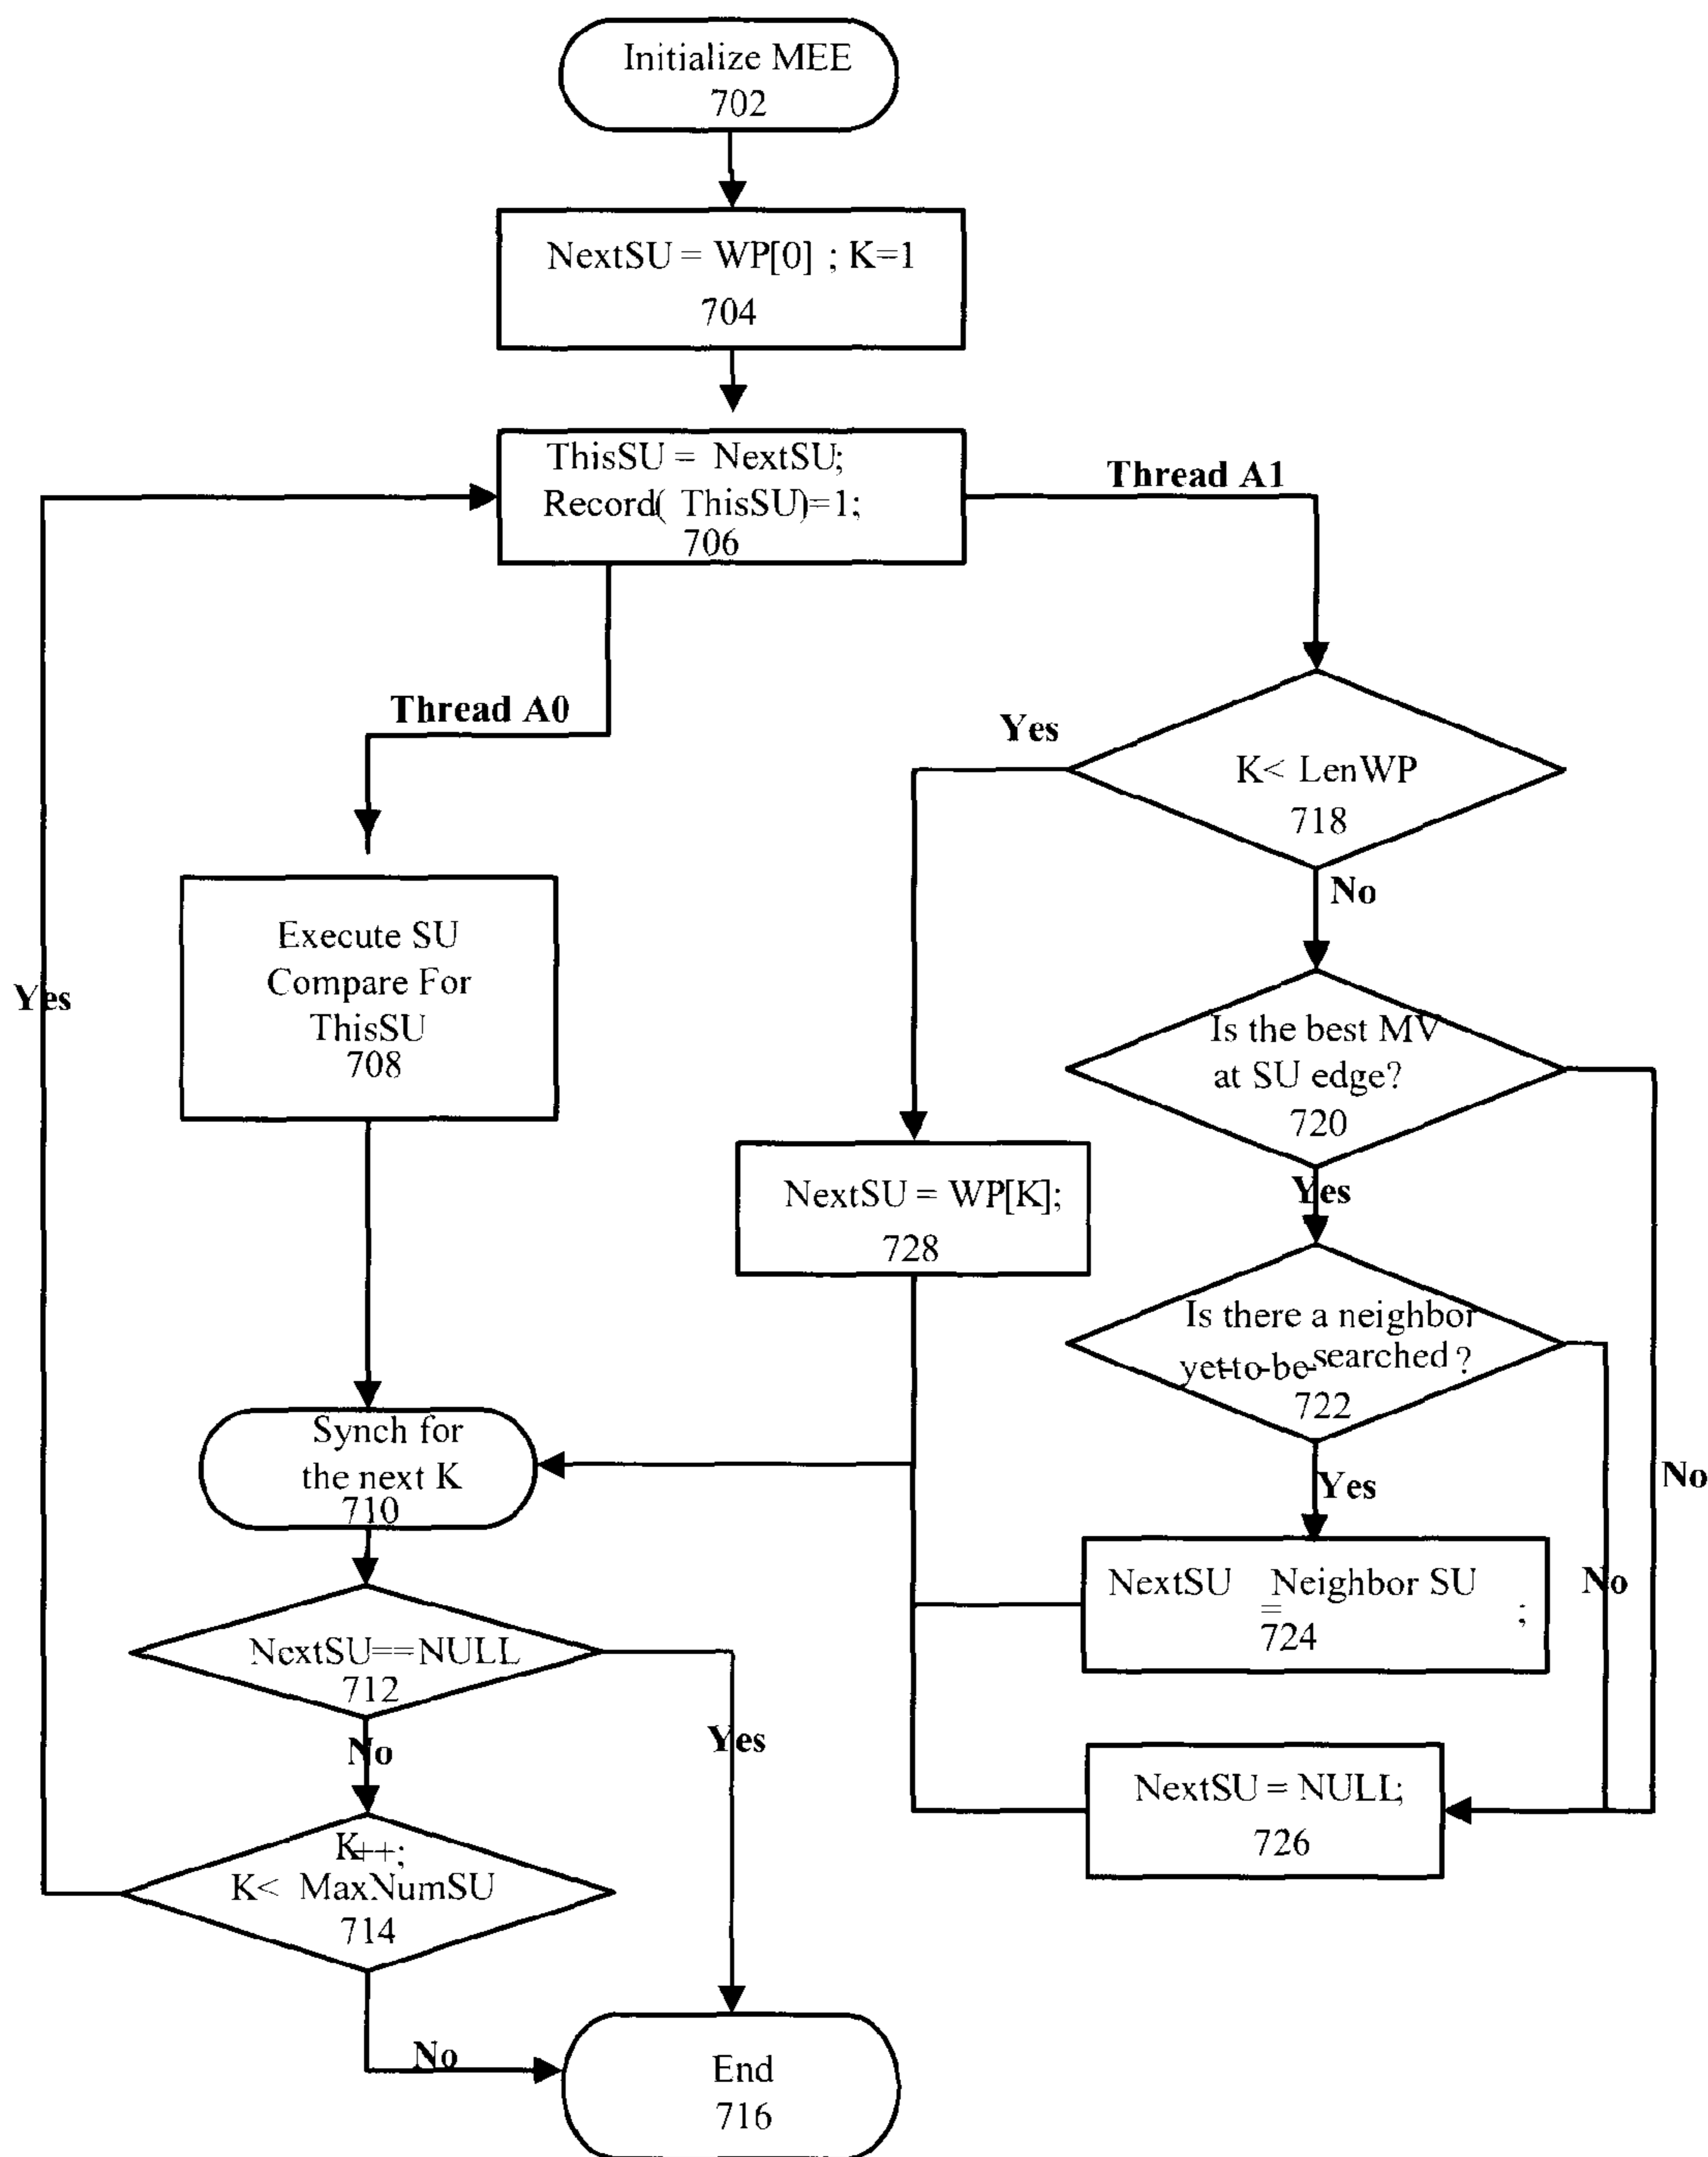 Initialize MEE
702
NextSU = WP[0] ; K=1
704
ThisSU = NextSU;
Record( ThisSU)=1;
706
Thread A1
Thread A0
Yes
K< LenWP
718
No
Execute SU
Compare For
ThisSU
708
Yes
Is the best MV
at SU edge?
720
Yes
NextSU = WP[K];
728
Is there a neighbor
yet-to-be-searched ?
722
Synch for
the next K
710
Yes
No
NextSU = Neighbor SU ;
724
No
NextSU==NULL
712
No
Yes
NextSU = NULL;
726
K++;
K< MaxNumSU
714
No
End
716